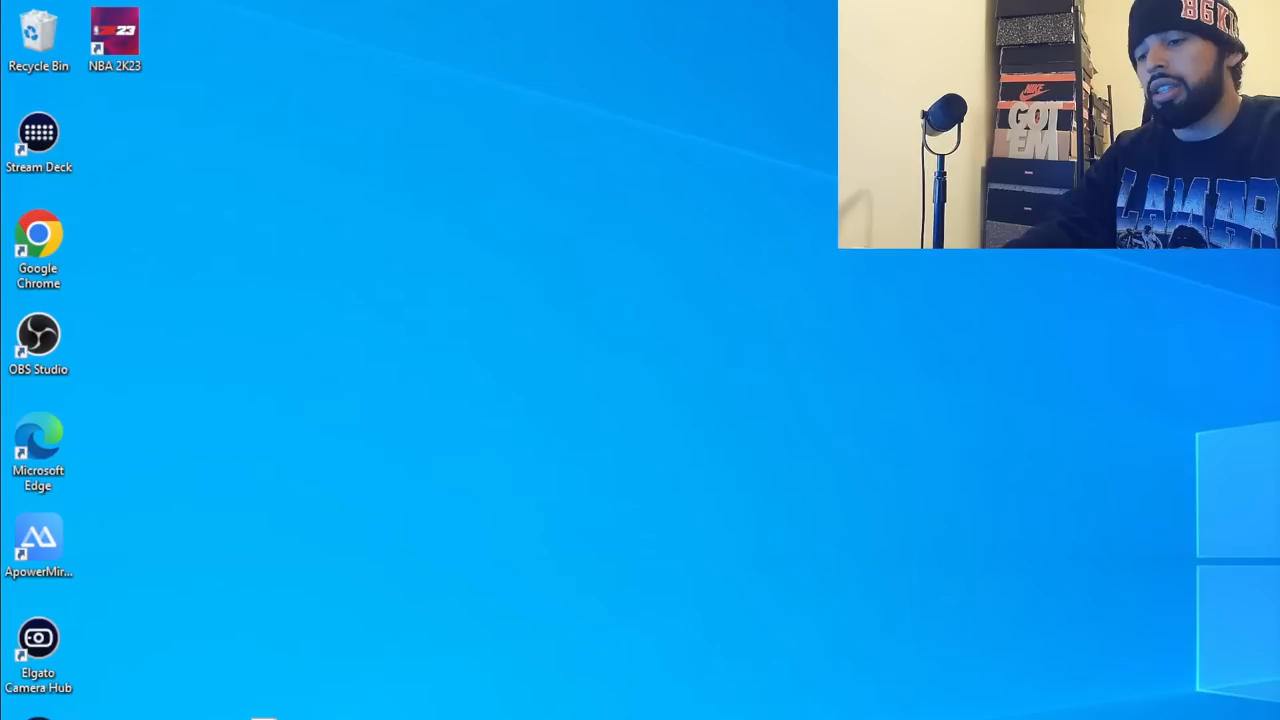 Recycle Bin
23
NBA 2K23
Stream Deck
Google
Chrome
OBS Studio
Microsoft
Edge
ApowerMir...
Elgato
Camera Hub
NIKE
GOT
'EM
LAMAR